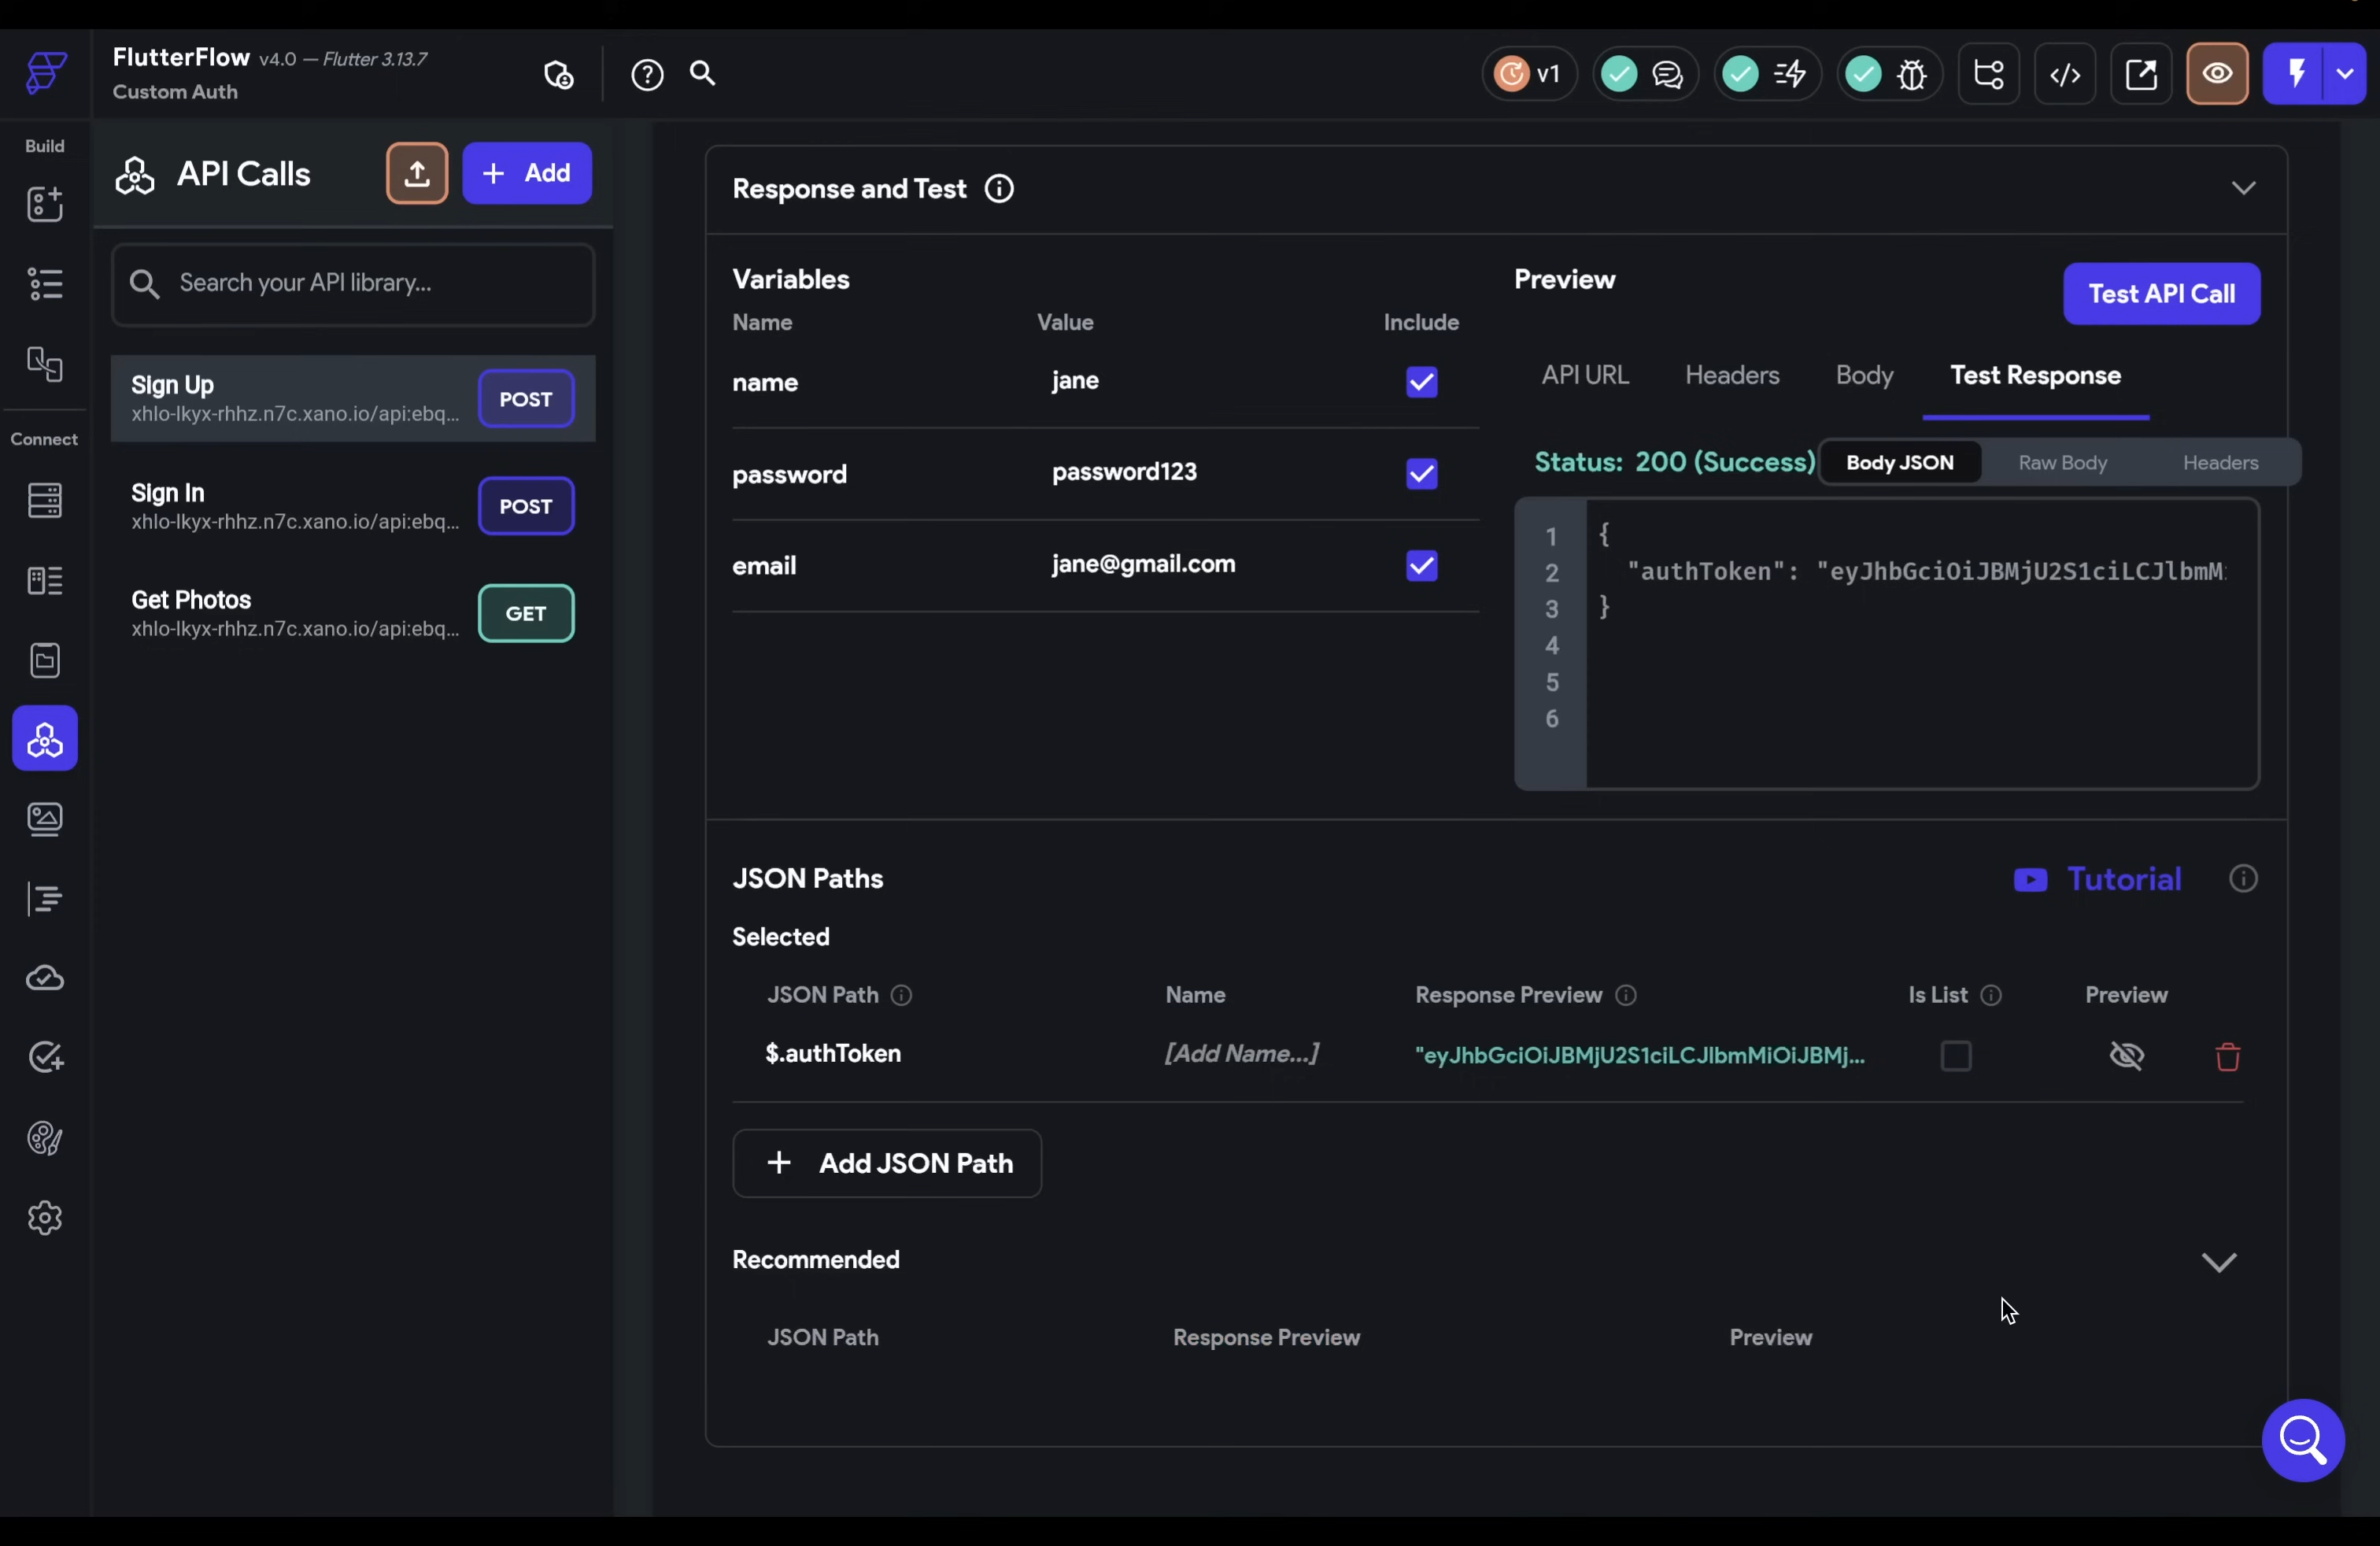 FlutterFlow v4.0 — Flutter 3.13.7
Custom Auth
v1
Build
Connect
API Calls
Add
Search your API library...
Sign Up
xhlo-lkyx-rhhz.n7c.xano.io/api:ebq...
POST
Sign In
xhlo-lkyx-rhhz.n7c.xano.io/api:ebq...
POST
Get Photos
xhlo-lkyx-rhhz.n7c.xano.io/api:ebq...
GET
Response and Test
Variables
Name Value Include
name jane
password password123
email jane@gmail.com
Preview
Test API Call
API URL Headers Body Test Response
Status: 200 (Success)
Body JSON Raw Body Headers
1 {
2 "authToken": "eyJhbGciOiJBMjU2S1ciLCJlbmM
3 }
4
5
6
JSON Paths
Tutorial
Selected
JSON Path Name Response Preview Is List Preview
$.authToken [Add Name...] "eyJhbGciOiJBMjU2S1ciLCJlbmMiOiJBMj...
Add JSON Path
Recommended
JSON Path Response Preview Preview